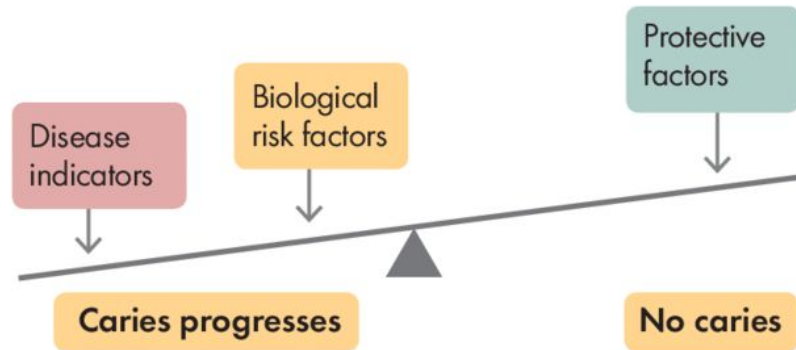 Disease
indicators
Biological
risk factors
Protective
factors
Caries progresses
No caries